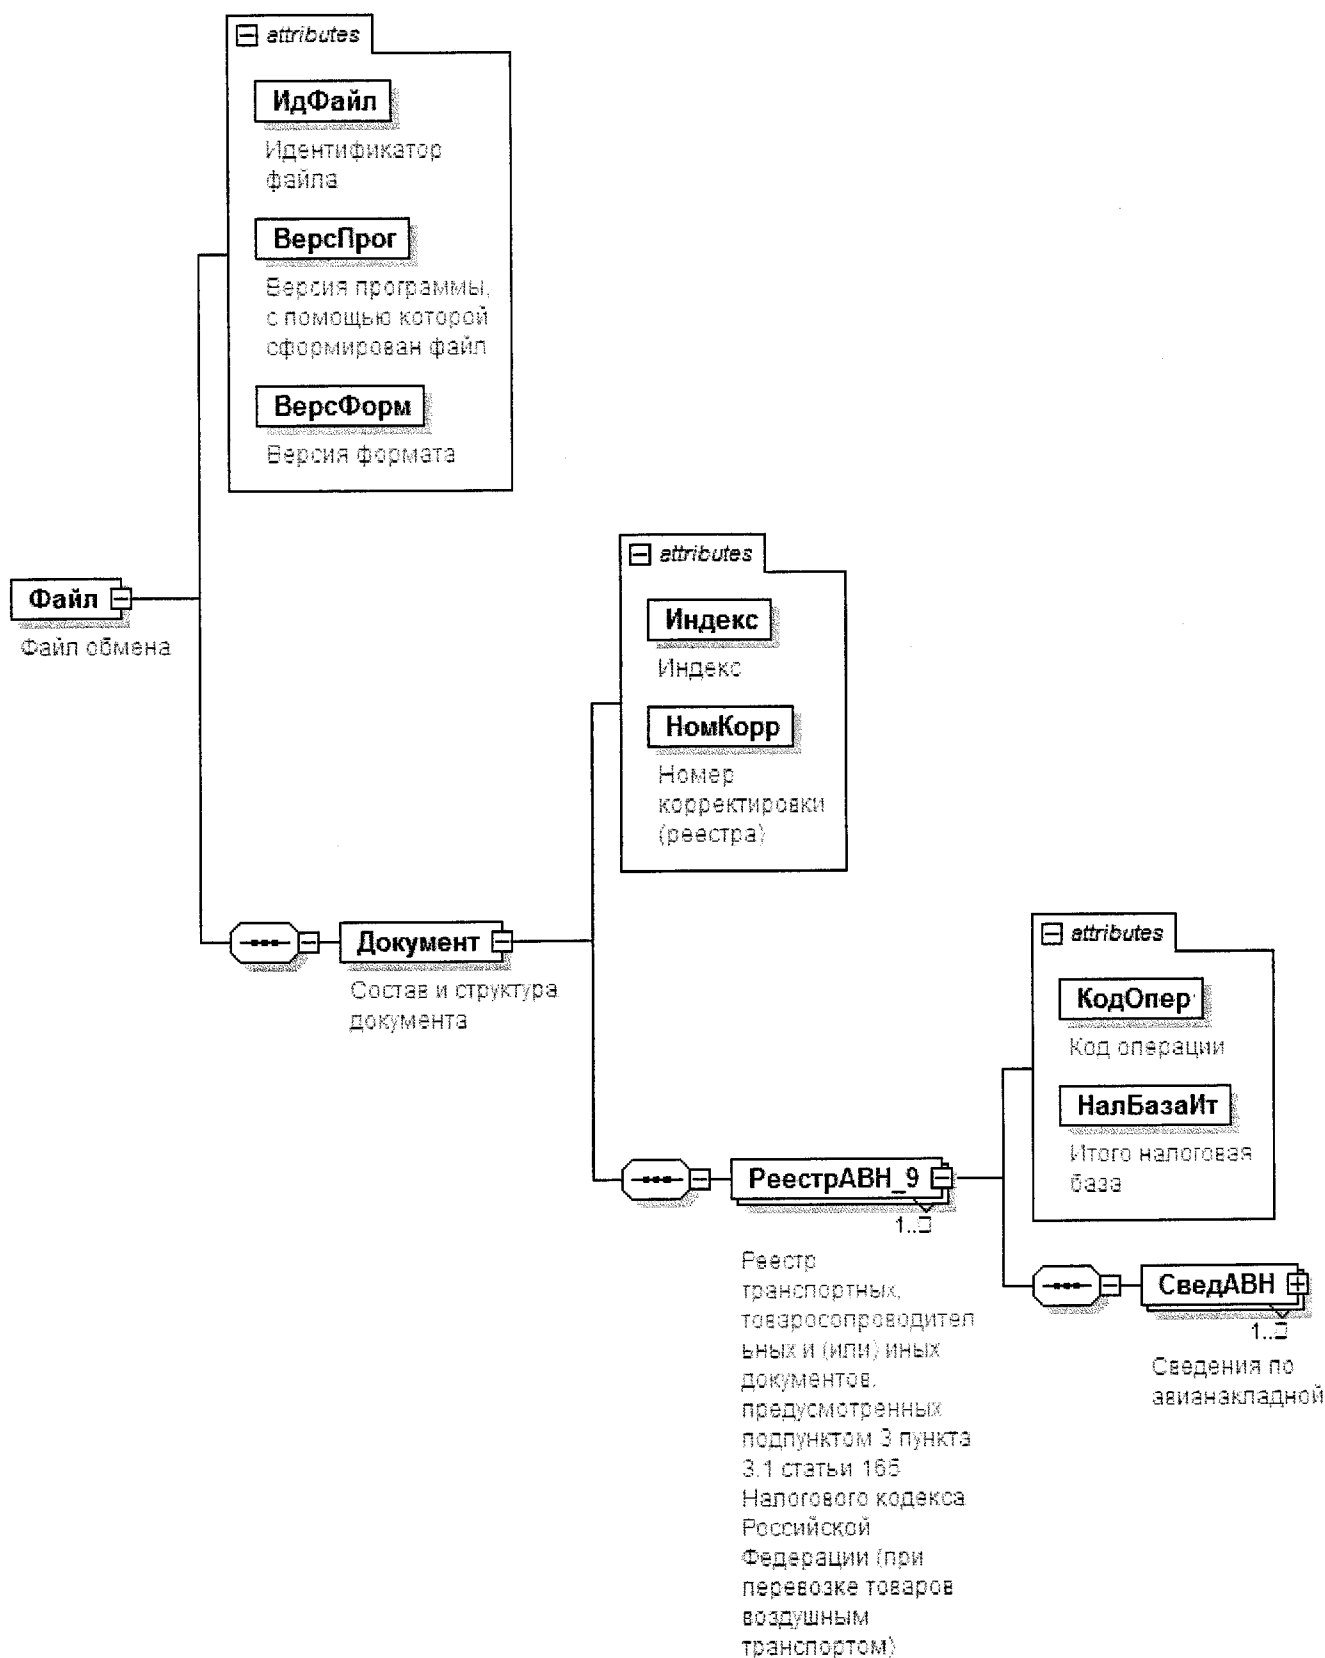 attributes
ИдФайл
Идентификатор
файла
ВерсПрог
Версия программы,
с помощью которой
сформирован файл
ВерсФорм
Версия формата
Файл
Файл обмена
attributes
Индекс
Индекс
НомКорр
Номер
корректировки
(реестра)
Документ
Состав и структура
документа
attributes
КодОпер
Код операции
НалБазаИт
Итого налоговая
база
РеестрАВН_9
1..
Реестр
транспортных,
товаросопроводител
ьных и (или) иных
документов,
предусмотренных
подпунктом 3 пункта
3.1 статьи 165
Налогового кодекса
Российской
Федерации (при
перевозке товаров
воздушным
транспортом)
СведАВН
1..
Сведения по
авианакладной